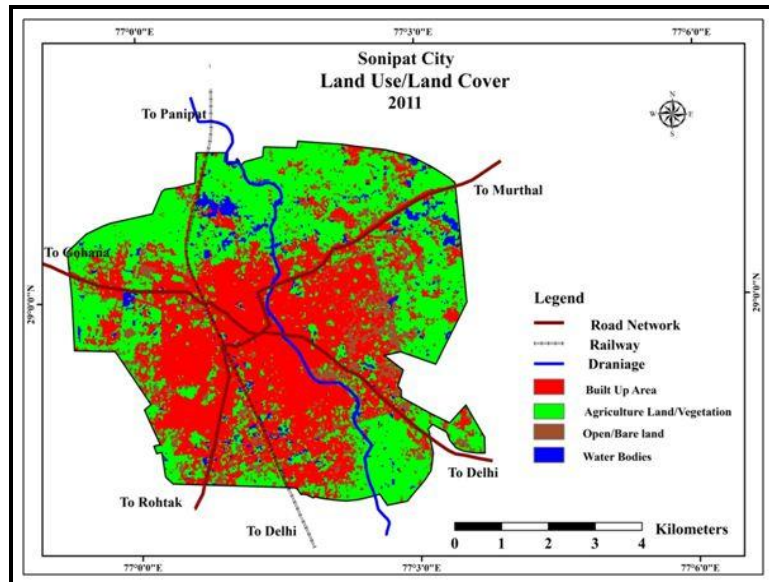 77°0'0"E 77°3'0"E 77°6'0"E
Sonipat City
Land Use/Land Cover
2011
N
W E
S
To Panipat
To Murthal
To Gohana
29°0'0"N 29°0'0"N
Legend
Road Network
Railway
Draniage
Built Up Area
Agriculture Land/Vegetation
Open/Bare land
Water Bodies
To Delhi
To Rohtak
To Delhi
Kilometers
0 1 2 3 4
77°0'0"E 77°3'0"E 77°6'0"E